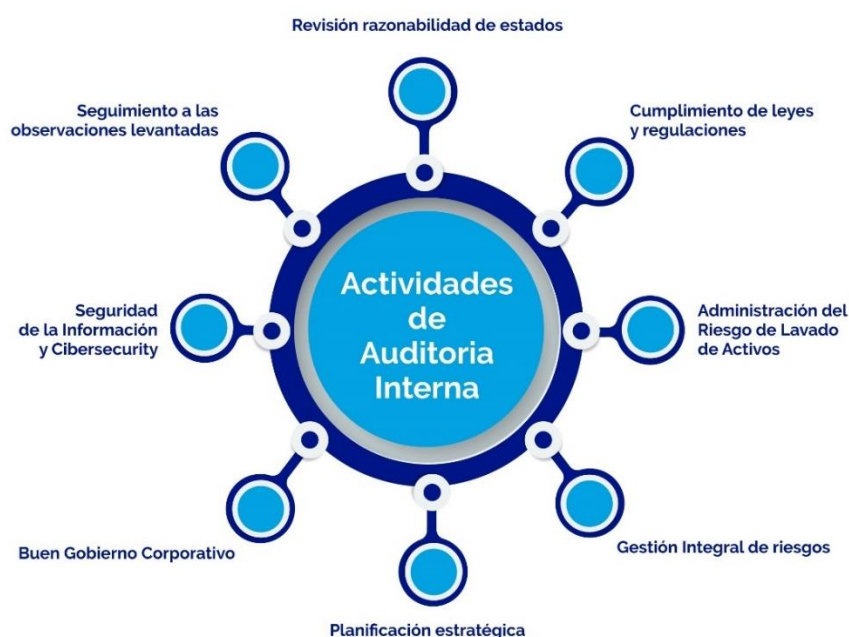 Revisión razonabilidad de estados
Seguimiento a las
observaciones levantadas
Cumplimiento de leyes
y regulaciones
Actividades
de
Auditoria
Interna
Seguridad
de la Información
y Cibersecurity
Administración del
Riesgo de Lavado
de Activos
Buen Gobierno Corporativo
Gestión Integral de riesgos
Planificación estratégica